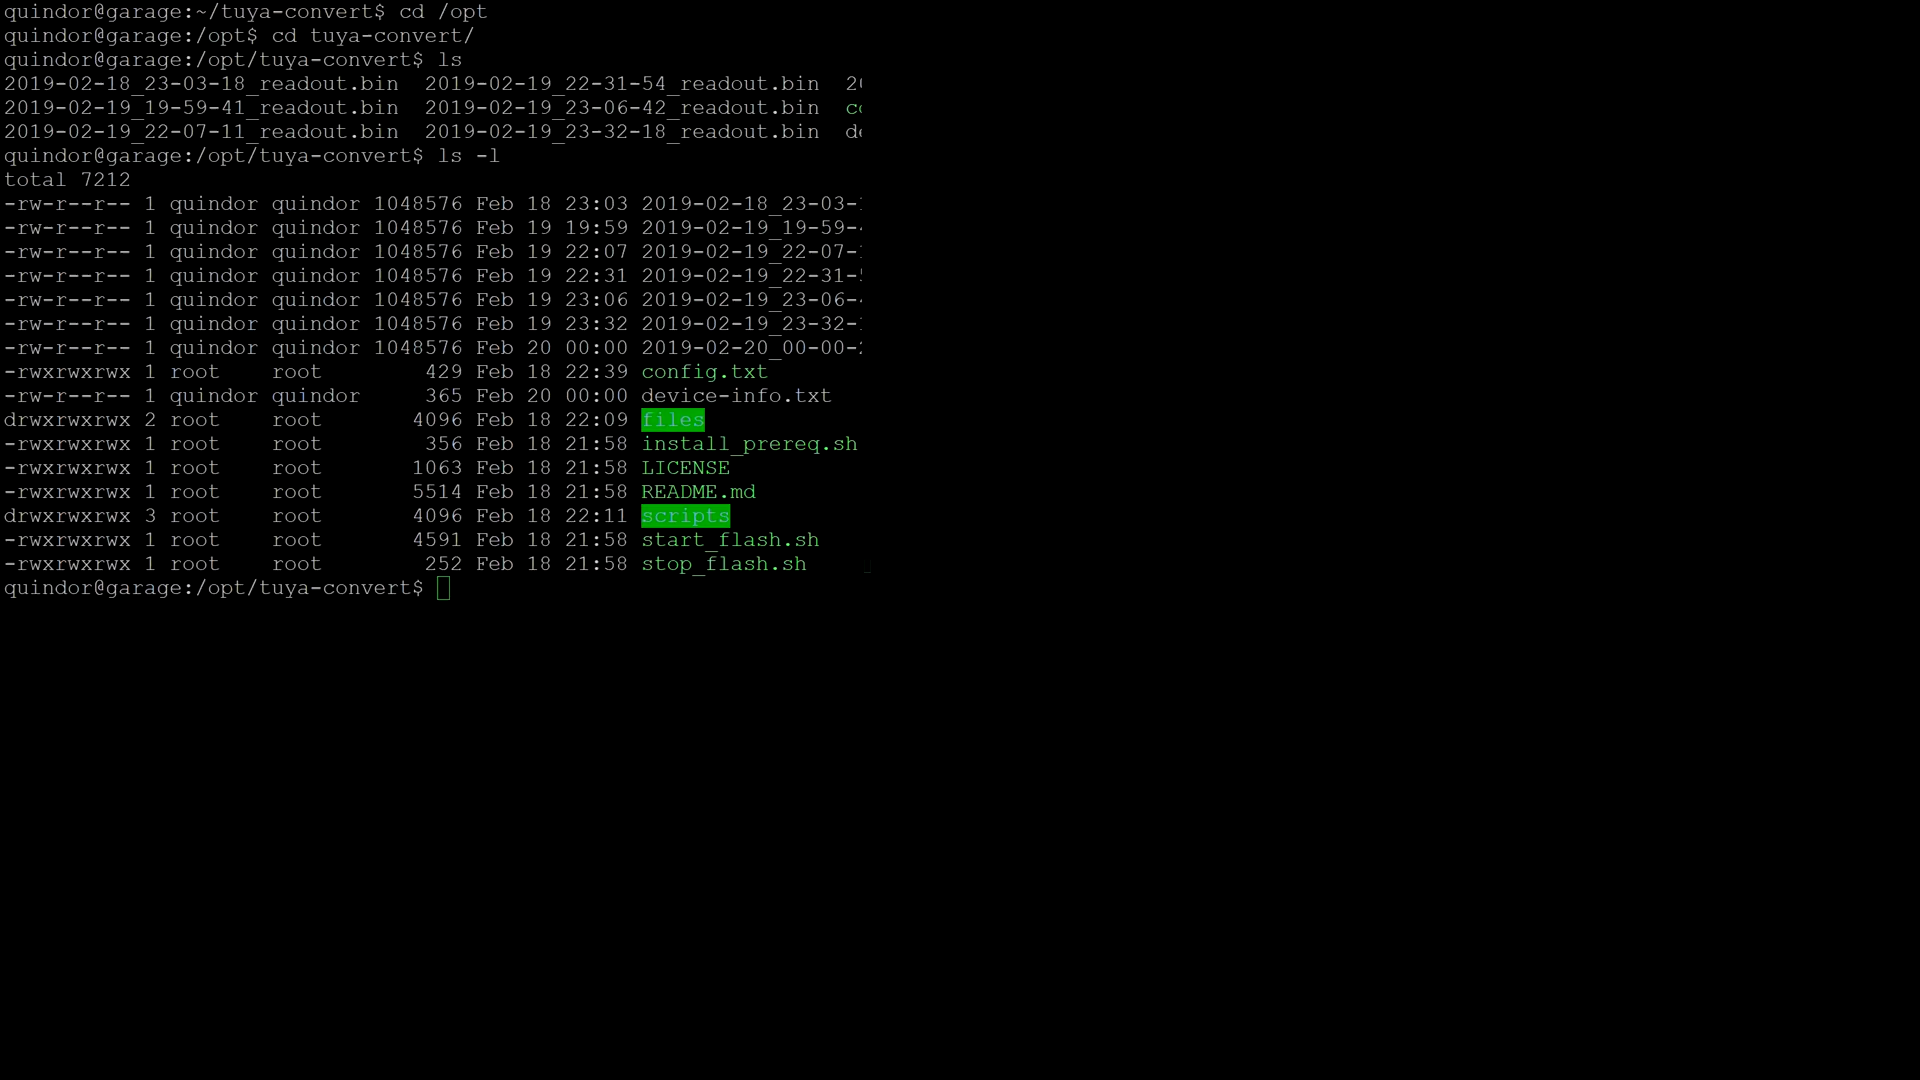 quindor@garage:~/tuya-convert$ cd /opt
quindor@garage:/opt$ cd tuya-convert/
quindor@garage:/opt/tuya-convert$ ls
2019-02-18_23-03-18_readout.bin  2019-02-19_22-31-54_readout.bin
2019-02-19_19-59-41_readout.bin  2019-02-19_23-06-42_readout.bin
2019-02-19_22-07-11_readout.bin  2019-02-19_23-32-18_readout.bin
quindor@garage:/opt/tuya-convert$ ls -l
total 7212
-rw-r--r-- 1 quindor quindor 1048576 Feb 18 23:03 2019-02-18_23-03-
-rw-r--r-- 1 quindor quindor 1048576 Feb 19 19:59 2019-02-19_19-59-
-rw-r--r-- 1 quindor quindor 1048576 Feb 19 22:07 2019-02-19_22-07-
-rw-r--r-- 1 quindor quindor 1048576 Feb 19 22:31 2019-02-19_22-31-
-rw-r--r-- 1 quindor quindor 1048576 Feb 19 23:06 2019-02-19_23-06-
-rw-r--r-- 1 quindor quindor 1048576 Feb 19 23:32 2019-02-19_23-32-
-rw-r--r-- 1 quindor quindor 1048576 Feb 20 00:00 2019-02-20_00-00-
-rwxrwxrwx 1 root    root        429 Feb 18 22:39 config.txt
-rw-r--r-- 1 quindor quindor     365 Feb 20 00:00 device-info.txt
drwxrwxrwx 2 root    root       4096 Feb 18 22:09 files
-rwxrwxrwx 1 root    root        356 Feb 18 21:58 install_prereq.sh
-rwxrwxrwx 1 root    root       1063 Feb 18 21:58 LICENSE
-rwxrwxrwx 1 root    root       5514 Feb 18 21:58 README.md
drwxrwxrwx 3 root    root       4096 Feb 18 22:11 scripts
-rwxrwxrwx 1 root    root       4591 Feb 18 21:58 start_flash.sh
-rwxrwxrwx 1 root    root        252 Feb 18 21:58 stop_flash.sh
quindor@garage:/opt/tuya-convert$